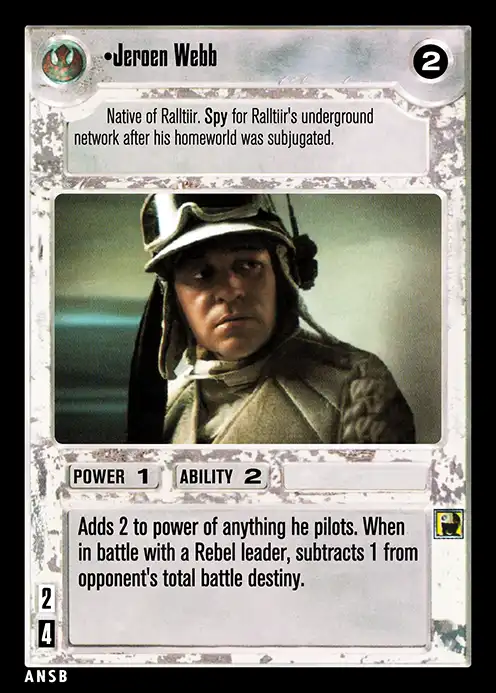 •Jeroen Webb
2
Native of Ralltiir. Spy for Ralltiir's underground
network after his homeworld was subjugated.
POWER 1 ABILITY 2
Adds 2 to power of anything he pilots. When
in battle with a Rebel leader, subtracts 1 from
opponent's total battle destiny.
2
4
ANSB